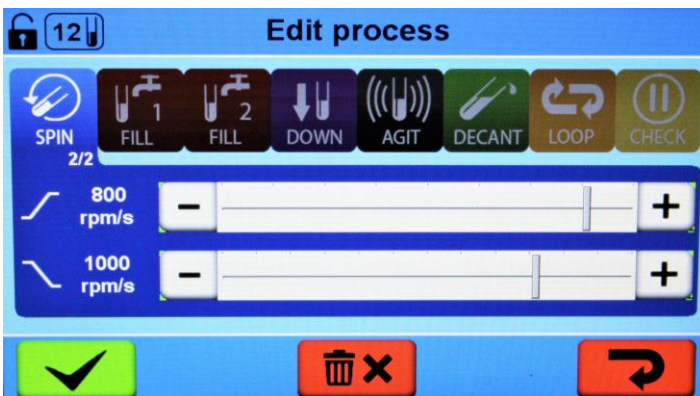 12
Edit process
SPIN
1
FILL
2
FILL
DOWN
AGIT
DECANT
LOOP
CHECK
2/2
800
rpm/s
1000
rpm/s